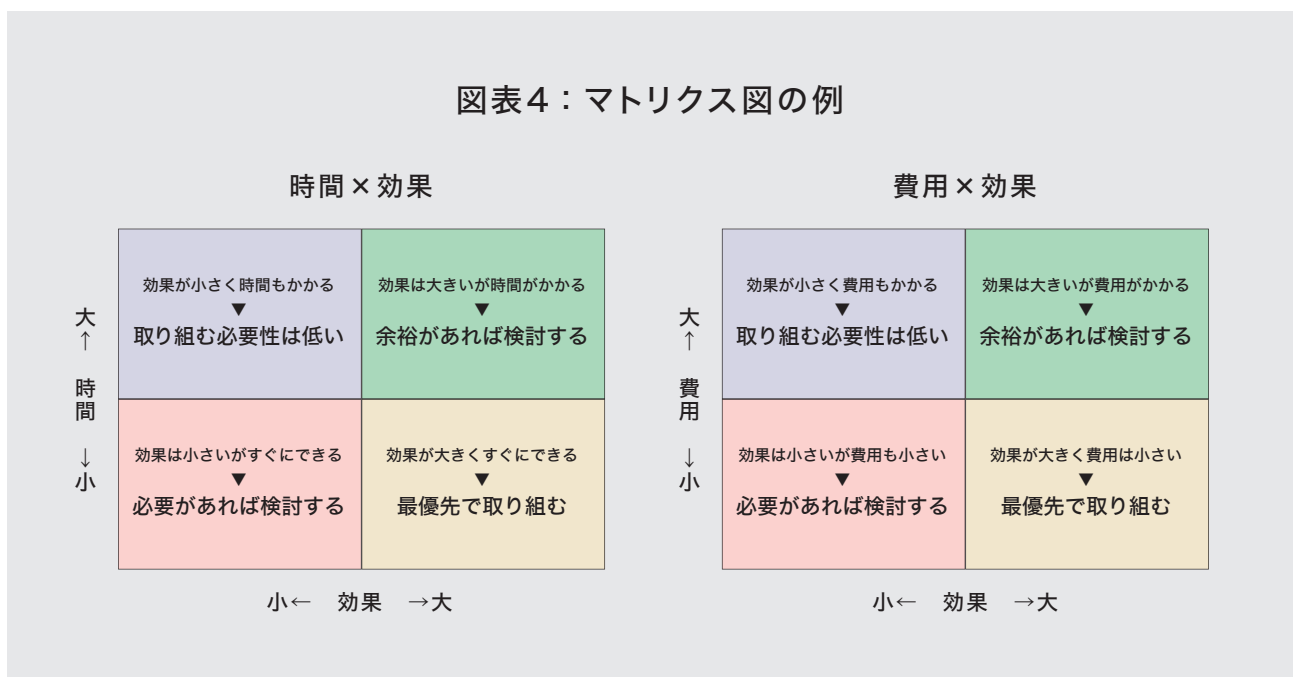 図表4：マトリクス図の例
時間×効果
大↑ 時間 ↓小
効果が小さく時間もかかる
▼
取り組む必要性は低い
効果は大きいが時間がかかる
▼
余裕があれば検討する
効果は小さいがすぐにできる
▼
必要があれば検討する
効果が大きくすぐにできる
▼
最優先で取り組む
小← 効果 →大
費用×効果
大↑ 費用 ↓小
効果が小さく費用もかかる
▼
取り組む必要性は低い
効果は大きいが費用がかかる
▼
余裕があれば検討する
効果は小さいが費用も小さい
▼
必要があれば検討する
効果が大きく費用は小さい
▼
最優先で取り組む
小← 効果 →大